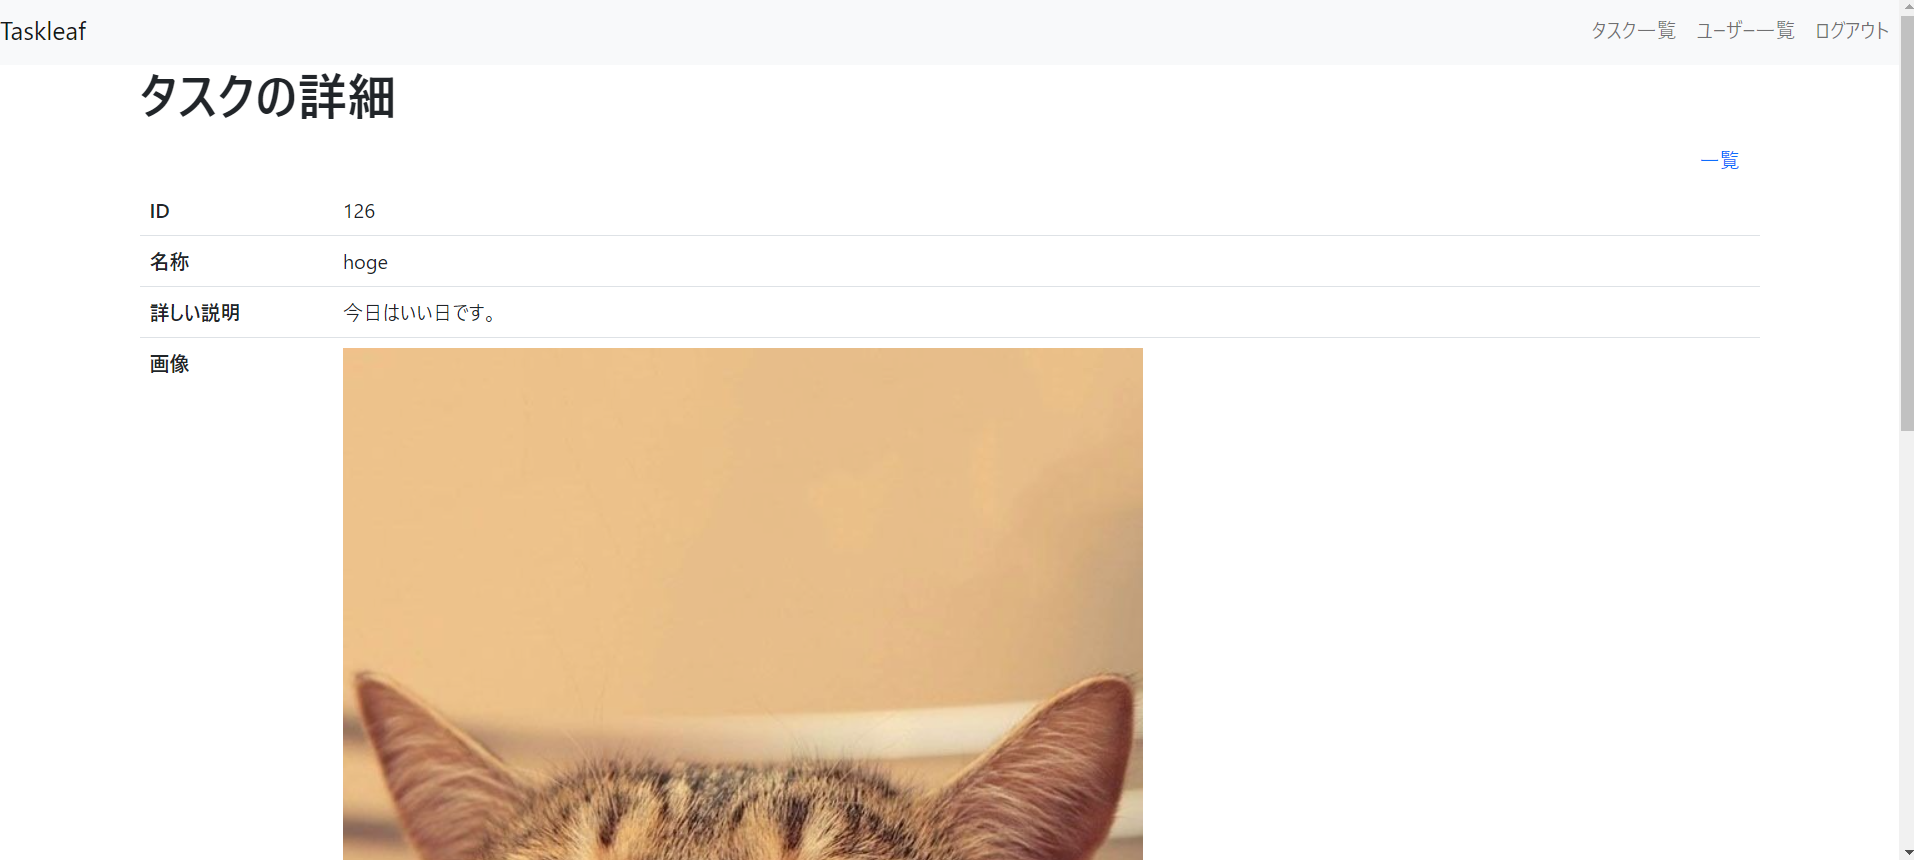 Taskleaf タスク一覧 ユーザー一覧 ログアウト
タスクの詳細
一覧
ID 126
名称 hoge
詳しい説明 今日はいい日です。
画像